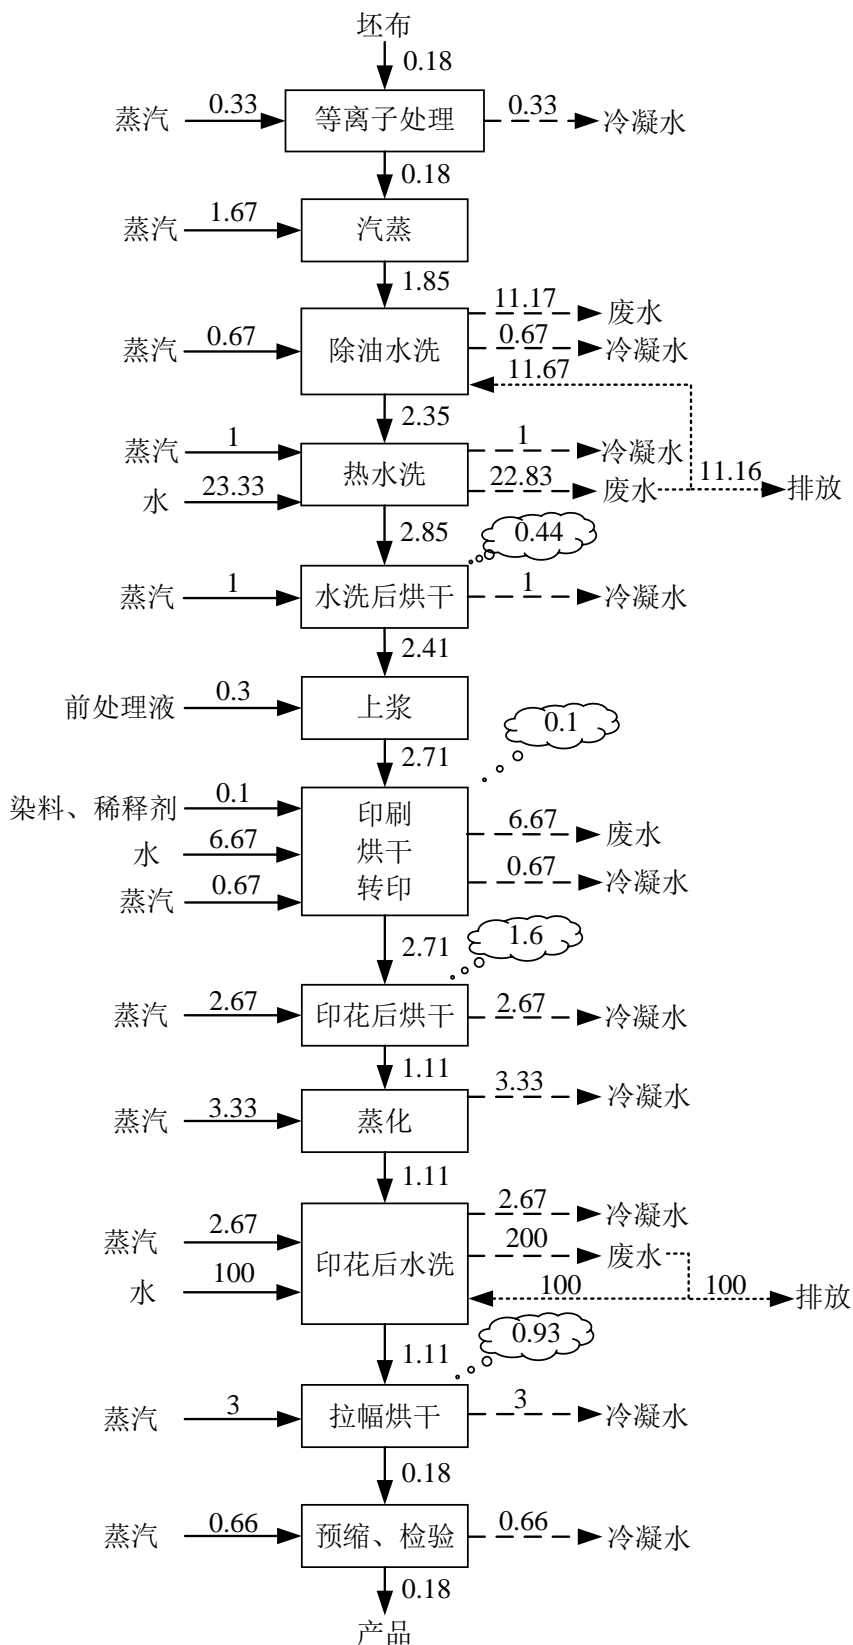 坯布
0.18
蒸汽 0.33 等离子处理 0.33 冷凝水
0.18
蒸汽 1.67 汽蒸
1.85
11.17 废水
蒸汽 0.67 除油水洗 0.67 冷凝水
11.67
2.35
蒸汽 1 热水洗 1 冷凝水
水 23.33 22.83 废水 11.16 排放
2.85 0.44
蒸汽 1 水洗后烘干 1 冷凝水
2.41
前处理液 0.3 上浆
0.1
2.71
染料、稀释剂 0.1 印刷
水 6.67 烘干 6.67 废水
蒸汽 0.67 转印 0.67 冷凝水
2.71 1.6
蒸汽 2.67 印花后烘干 2.67 冷凝水
1.11
蒸汽 3.33 蒸化 3.33 冷凝水
1.11
2.67 冷凝水
蒸汽 2.67 印花后水洗 200 废水
水 100 100 100 排放
1.11 0.93
蒸汽 3 拉幅烘干 3 冷凝水
0.18
蒸汽 0.66 预缩、检验 0.66 冷凝水
0.18
产品